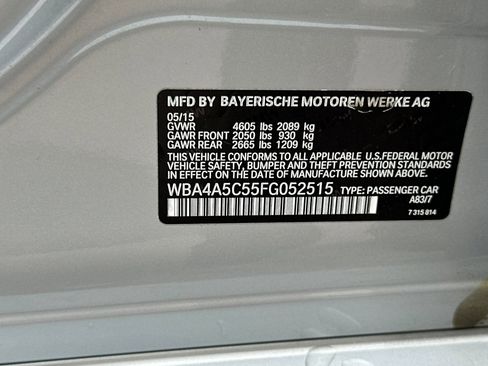 MFD BY BAYERISCHE MOTOREN WERKE AG
05/15
GVWR 4605 lbs 2089 kg
GAWR FRONT 2050 lbs 930 kg
GAWR REAR 2665 lbs 1209 kg
THIS VEHICLE CONFORMS TO ALL APPLICABLE U.S.FEDERAL MOTOR
VEHICLE SAFETY, BUMPER AND THEFT PREVENTION STANDARDS
IN EFFECT ON THE DATE OF MANUFACTURE SHOWN ABOVE.
WBA4A5C55FG052515 TYPE: PASSENGER CAR
A83/7
7 315 814